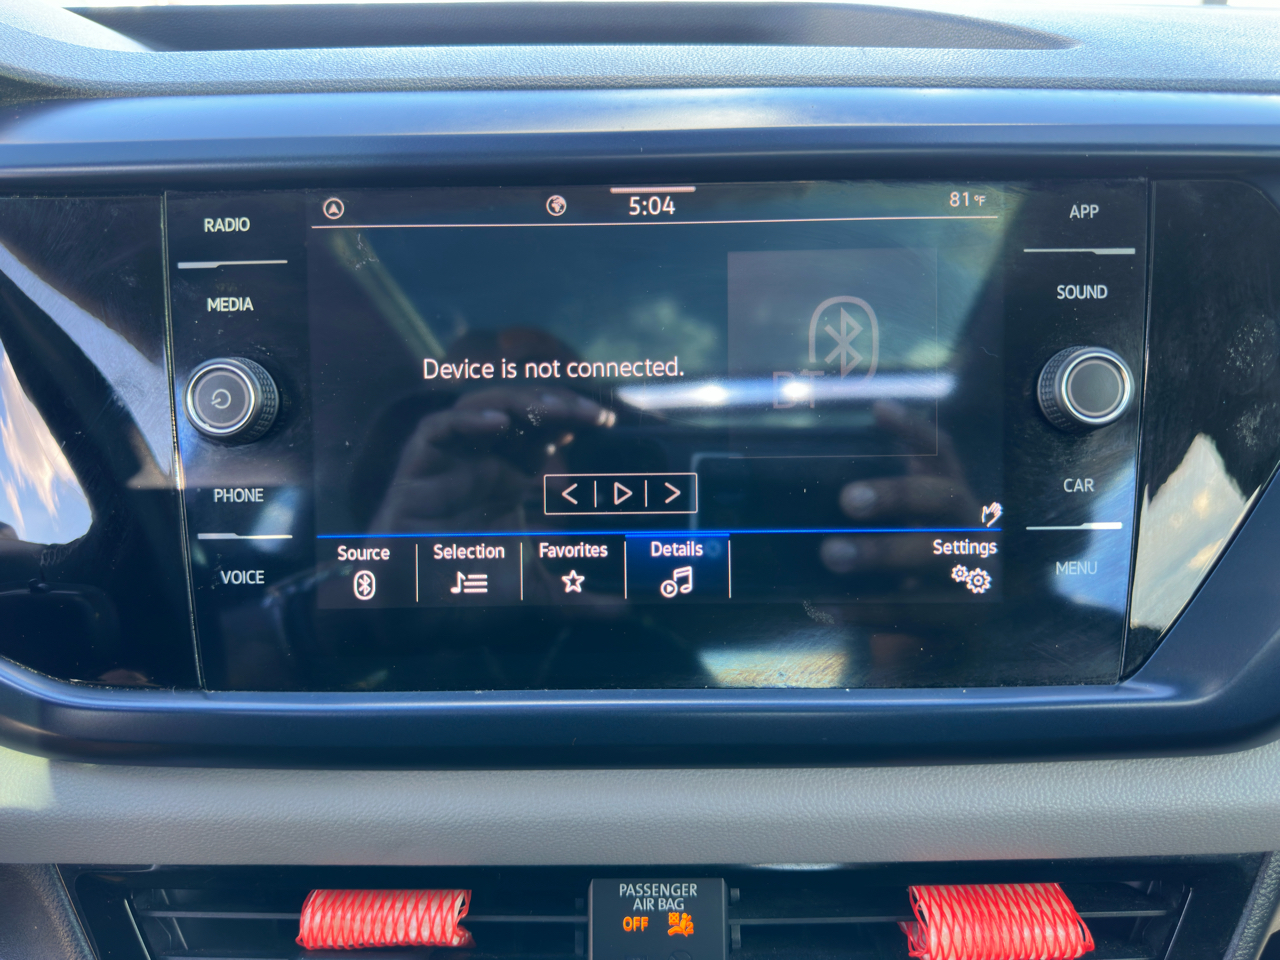 RADIO
MEDIA
PHONE
VOICE
5:04
81 °F
Device is not connected.
BT
Source
Selection
Favorites
Details
Settings
APP
SOUND
CAR
MENU
PASSENGER
AIR BAG
OFF